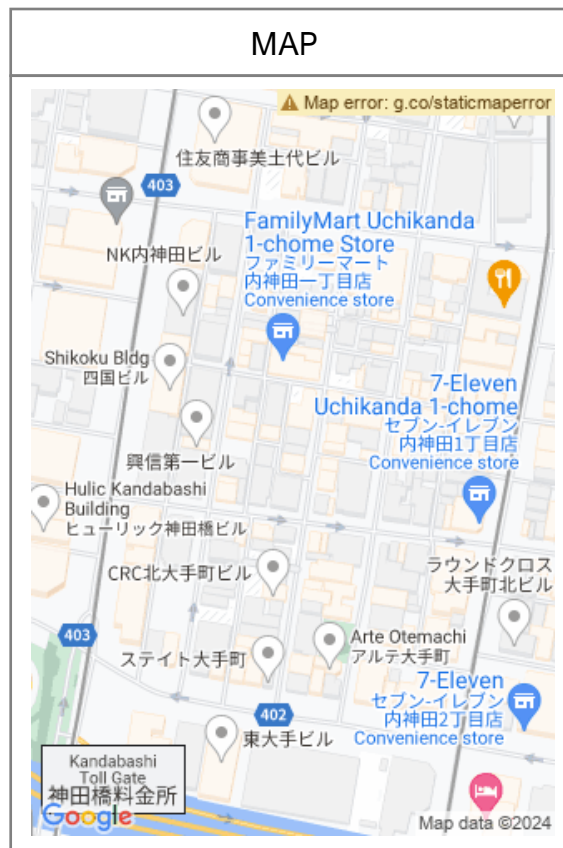 MAP
Map error: g.co/staticmaperror
住友商事美土代ビル
403
FamilyMart Uchikanda
1-chome Store
ファミリーマート
内神田一丁目店
Convenience store
NK内神田ビル
Shikoku Bldg
四国ビル
7-Eleven
Uchikanda 1-chome
セブン-イレブン
内神田1丁目店
Convenience store
興信第一ビル
Hulic Kandabashi
Building
ヒューリック神田橋ビル
CRC北大手町ビル
ラウンドクロス
大手町北ビル
403
Arte Otemachi
アルテ大手町
ステイト大手町
7-Eleven
セブン-イレブン
内神田2丁目店
Convenience store
402
東大手ビル
Kandabashi
Toll Gate
神田橋料金所
Google
Map data ©2024